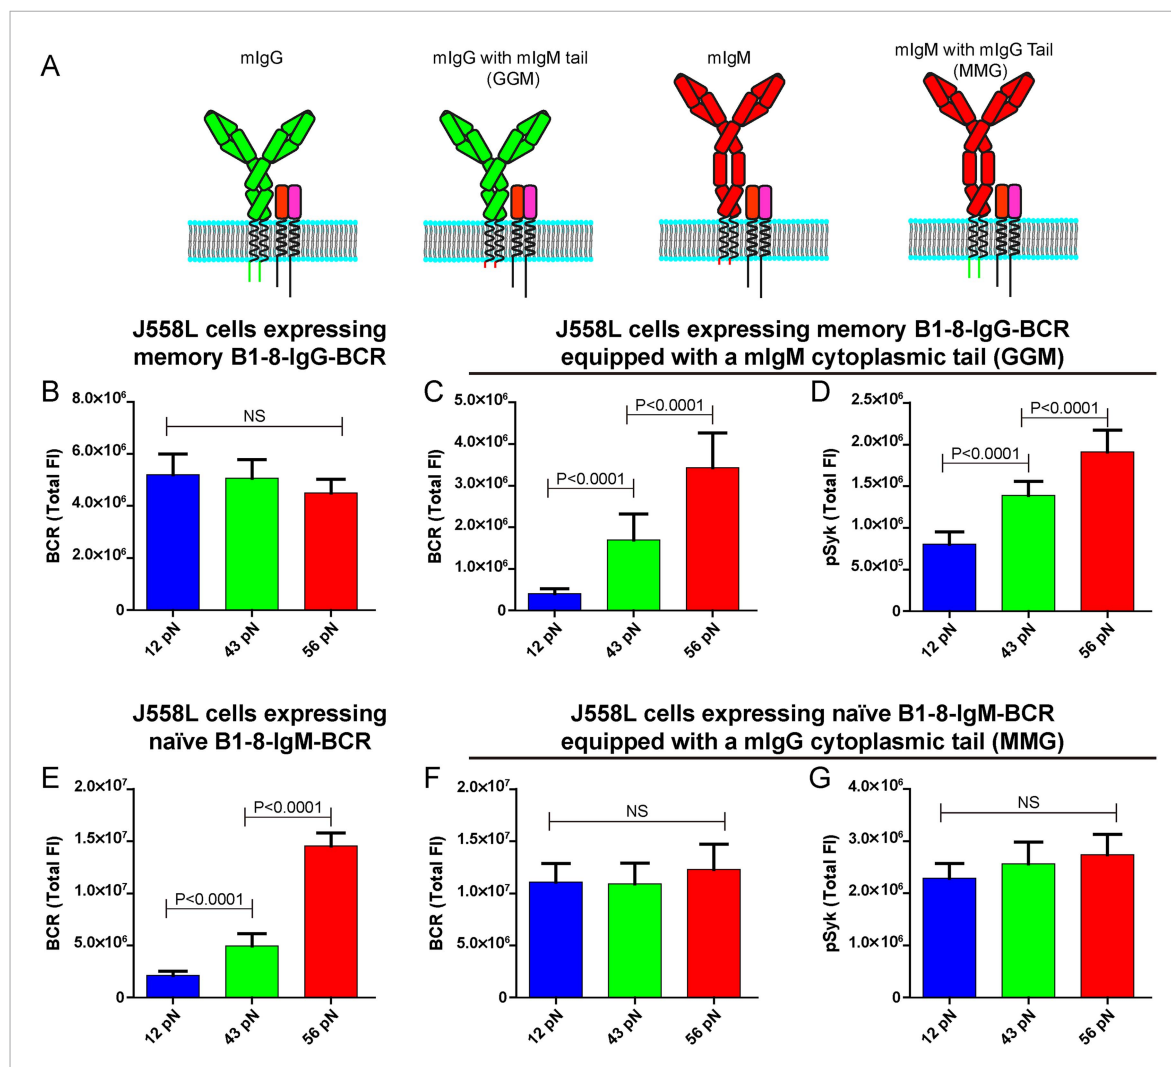 A
mIgG
mIgG with mIgM tail
(GGM)
mIgM
mIgM with mIgG Tail
(MMG)
J558L cells expressing
memory B1-8-IgG-BCR
J558L cells expressing memory B1-8-IgG-BCR
equipped with a mIgM cytoplasmic tail (GGM)
B
BCR (Total FI)
8.0×10⁶
6.0×10⁶
4.0×10⁶
2.0×10⁶
0
NS
12 pN
43 pN
56 pN
C
BCR (Total FI)
5.0×10⁶
4.0×10⁶
3.0×10⁶
2.0×10⁶
1.0×10⁶
0
P<0.0001
P<0.0001
12 pN
43 pN
56 pN
D
pSyk (Total FI)
2.5×10⁶
2.0×10⁶
1.5×10⁶
1.0×10⁶
5.0×10⁵
0
P<0.0001
P<0.0001
12 pN
43 pN
56 pN
J558L cells expressing
naïve B1-8-IgM-BCR
J558L cells expressing naïve B1-8-IgM-BCR
equipped with a mIgG cytoplasmic tail (MMG)
E
BCR (Total FI)
2.0×10⁷
1.5×10⁷
1.0×10⁷
5.0×10⁶
0
P<0.0001
P<0.0001
12 pN
43 pN
56 pN
F
BCR (Total FI)
2.0×10⁷
1.5×10⁷
1.0×10⁷
5.0×10⁶
0
NS
12 pN
43 pN
56 pN
G
pSyk (Total FI)
4.0×10⁶
3.0×10⁶
2.0×10⁶
1.0×10⁶
0
NS
12 pN
43 pN
56 pN